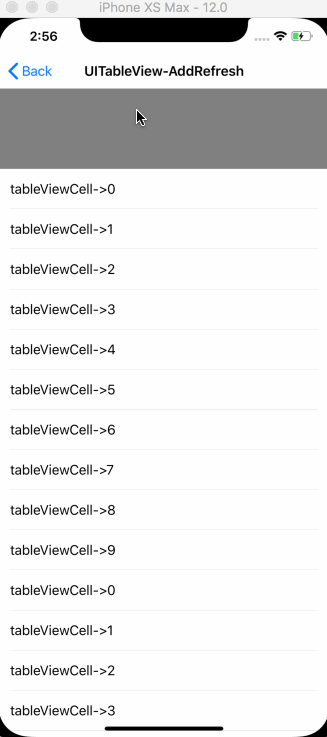 iPhone XS Max - 12.0
2:56
Back
UITableView-AddRefresh
tableViewCell->0
tableViewCell->1
tableViewCell->2
tableViewCell->3
tableViewCell->4
tableViewCell->5
tableViewCell->6
tableViewCell->7
tableViewCell->8
tableViewCell->9
tableViewCell->0
tableViewCell->1
tableViewCell->2
tableViewCell->3